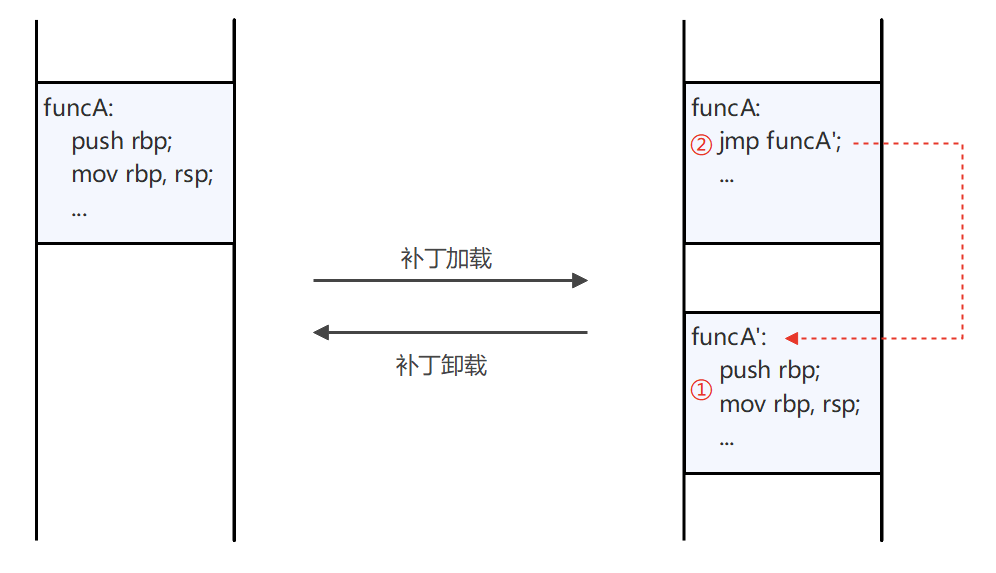 funcA:
push rbp;
mov rbp, rsp;
...
补丁加载
补丁卸载
funcA:
② jmp funcA';
...
funcA':
push rbp;
① mov rbp, rsp;
...